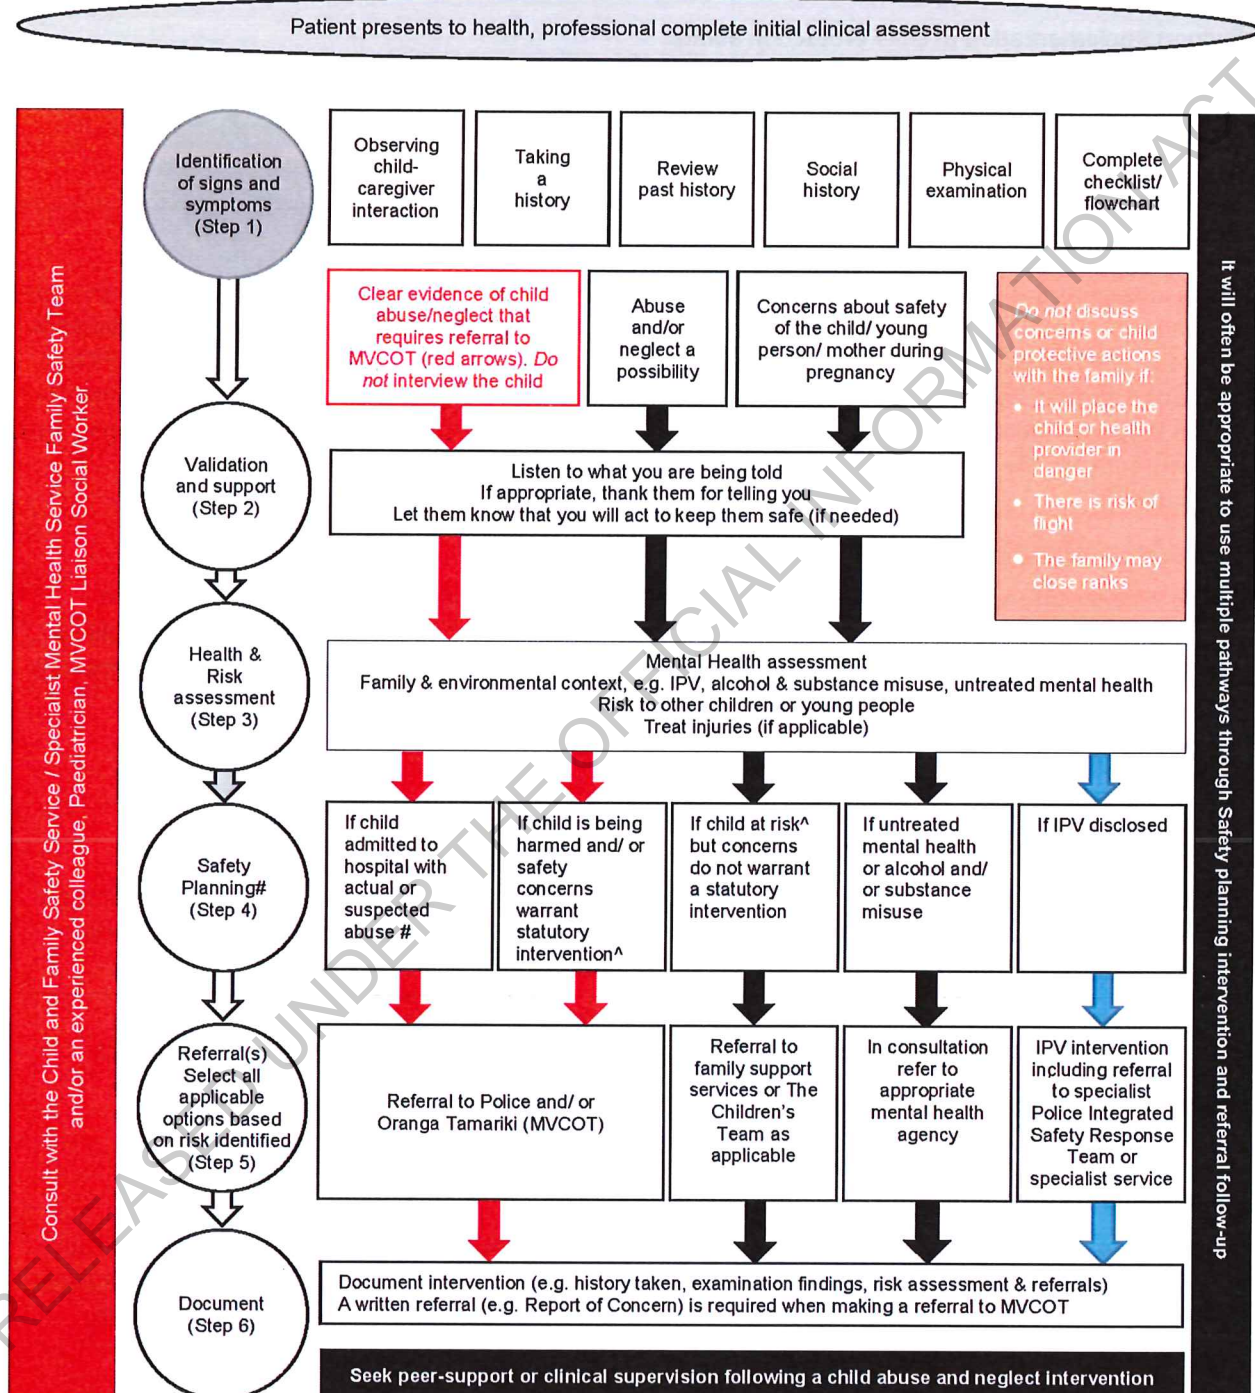 Patient presents to health, professional complete initial clinical assessment
Consult with the Child and Family Safety Service / Specialist Mental Health Service Family Safety Team
and/or an experienced colleague, Paediatrician, MVCOT Liaison Social Worker
Identification
of signs and
symptoms
(Step 1)
Observing
child-
caregiver
interaction
Taking
a
history
Review
past history
Social
history
Physical
examination
Complete
checklist/
flowchart
Clear evidence of child
abuse/neglect that
requires referral to
MVCOT (red arrows). Do
not interview the child
Abuse
and/or
neglect a
possibility
Concerns about safety
of the child/ young
person/ mother during
pregnancy
Do not discuss
concerns or child
protective actions
with the family if:
• It will place the
child or health
provider in
danger
• There is risk of
flight
• The family may
close ranks
Validation
and support
(Step 2)
Listen to what you are being told
If appropriate, thank them for telling you
Let them know that you will act to keep them safe (if needed)
Health &
Risk
assessment
(Step 3)
Mental Health assessment
Family & environmental context, e.g. IPV, alcohol & substance misuse, untreated mental health
Risk to other children or young people
Treat injuries (if applicable)
Safety
Planning#
(Step 4)
If child
admitted to
hospital with
actual or
suspected
abuse #
If child is being
harmed and/ or
safety
concerns
warrant
statutory
intervention^
If child at risk^
but concerns
do not warrant
a statutory
intervention
If untreated
mental health
or alcohol and/
or substance
misuse
If IPV disclosed
Referral(s)
Select all
applicable
options based
on risk identified
(Step 5)
Referral to Police and/ or
Oranga Tamariki (MVCOT)
Referral to
family support
services or The
Children's
Team as
applicable
In consultation
refer to
appropriate
mental health
agency
IPV intervention
including referral
to specialist
Police Integrated
Safety Response
Team or
specialist service
Document
(Step 6)
Document intervention (e.g. history taken, examination findings, risk assessment & referrals)
A written referral (e.g. Report of Concern) is required when making a referral to MVCOT
Seek peer-support or clinical supervision following a child abuse and neglect intervention
It will often be appropriate to use multiple pathways through Safety planning intervention and referral follow-up
RELEASED UNDER THE OFFICIAL INFORMATION ACT